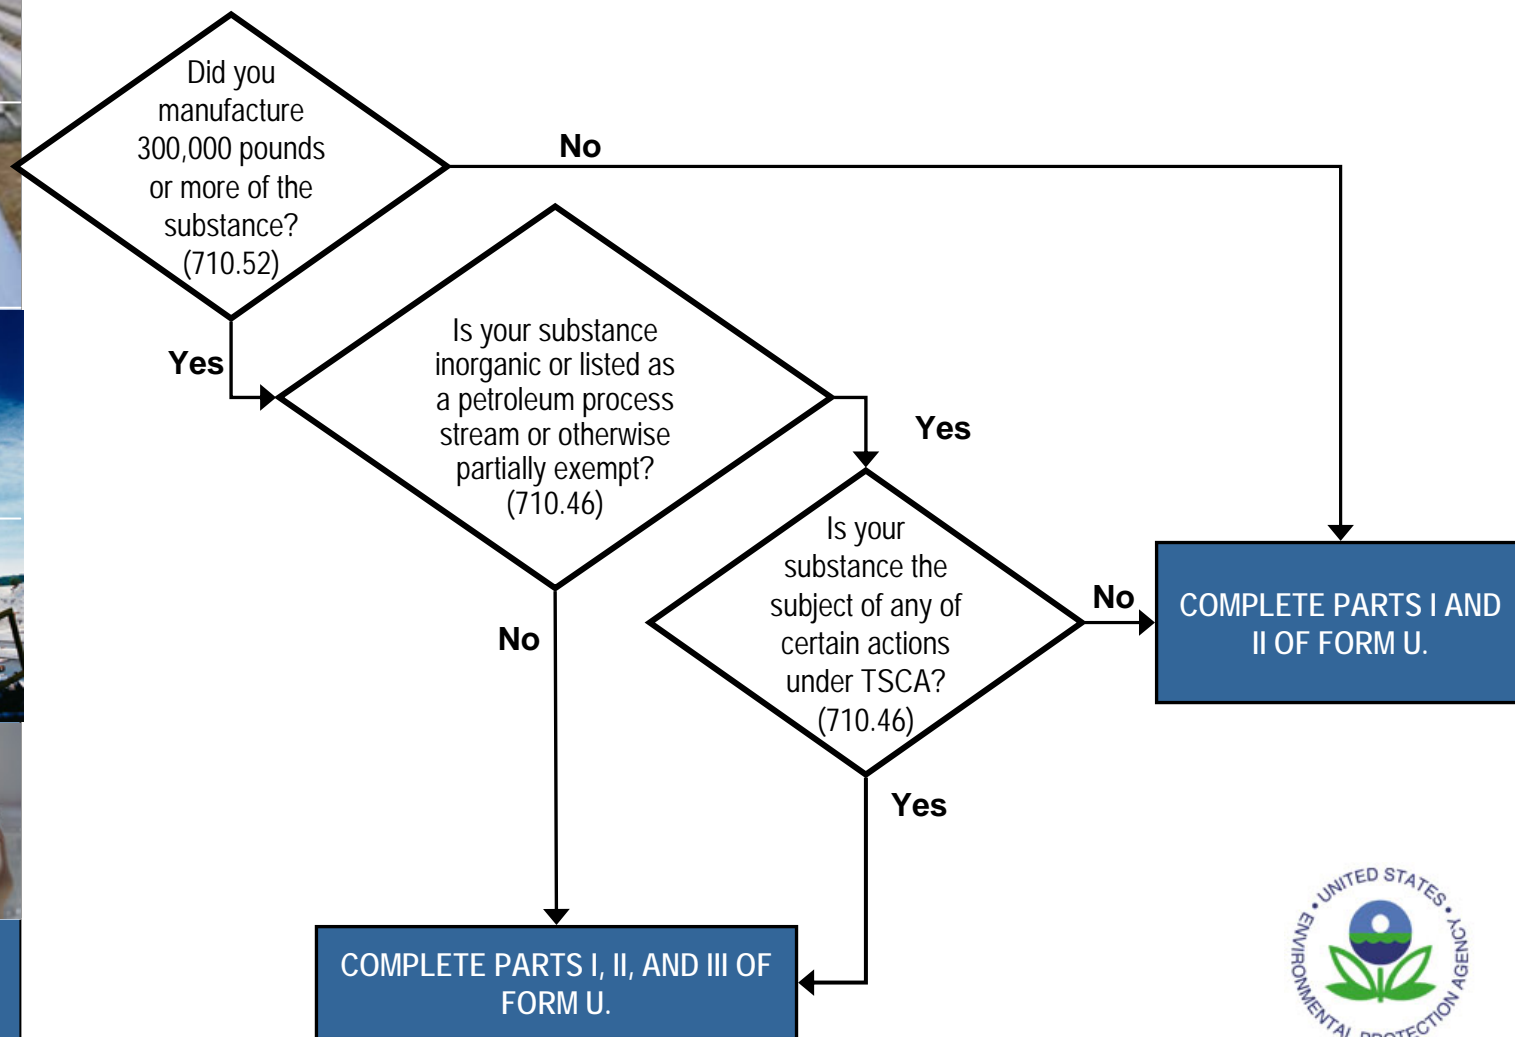 Did you
manufacture
300,000 pounds
or more of the
substance?
(710.52)
No
Yes
Is your substance
inorganic or listed as
a petroleum process
stream or otherwise
partially exempt?
(710.46)
Yes
No
Is your
substance the
subject of any of
certain actions
under TSCA?
(710.46)
No
Yes
COMPLETE PARTS I AND
II OF FORM U.
COMPLETE PARTS I, II, AND III OF
FORM U.
UNITED STATES
ENVIRONMENTAL PROTECTION AGENCY